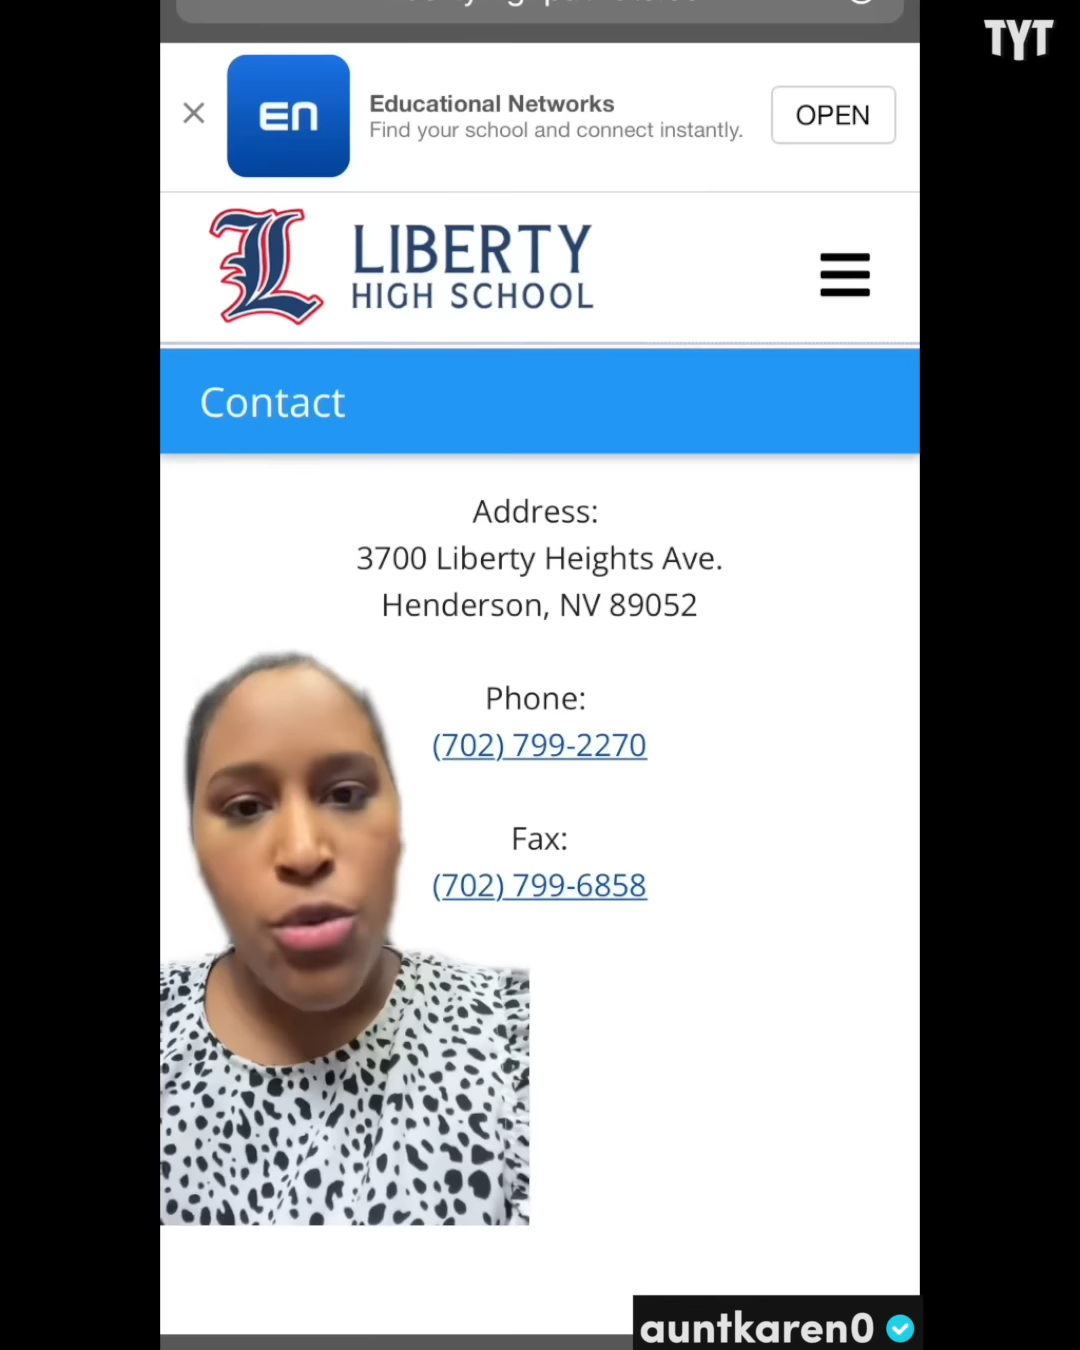 TYT
EN
Educational Networks
Find your school and connect instantly.
OPEN
L
LIBERTY
HIGH SCHOOL
Contact
Address:
3700 Liberty Heights Ave.
Henderson, NV 89052
Phone:
(702) 799-2270
Fax:
(702) 799-6858
auntkaren0